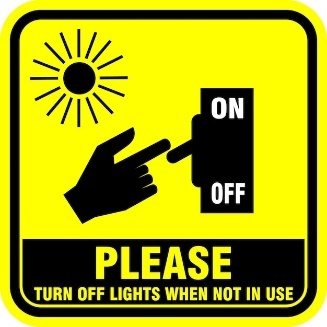 ON
OFF
PLEASE
TURN OFF LIGHTS WHEN NOT IN USE